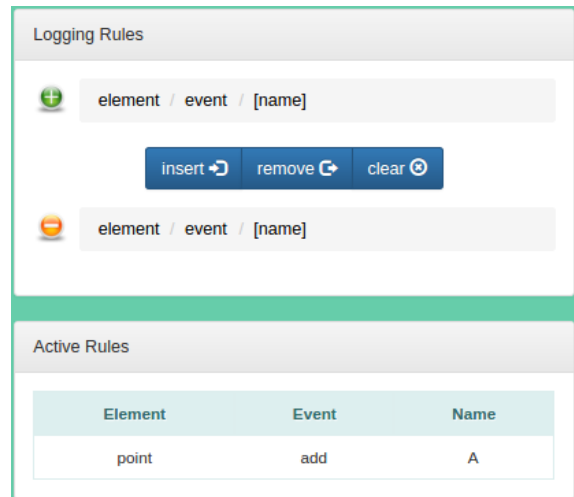 Logging Rules
element / event / [name]
insert remove clear
element / event / [name]
Active Rules
Element Event Name
point add A